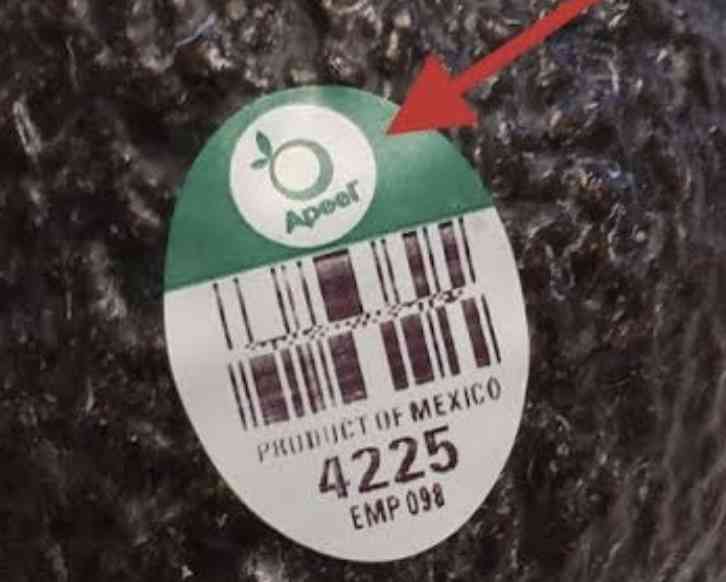 Apeel
PRODUCT OF MEXICO
4225
EMP 098